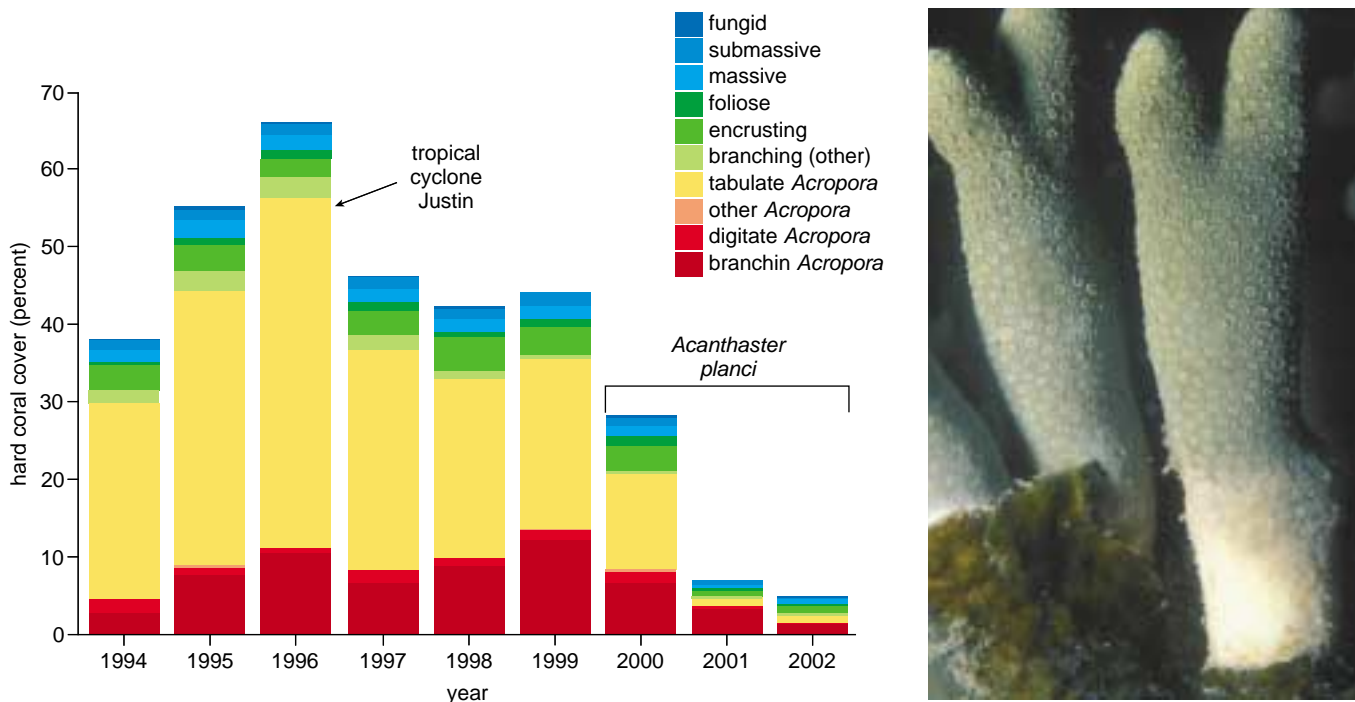 fungid
submassive
massive
foliose
encrusting
branching (other)
tabulate Acropora
other Acropora
digitate Acropora
branchin Acropora
70
60
50
40
30
20
10
0
hard coral cover (percent)
tropical
cyclone
Justin
Acanthaster
planci
1994 1995 1996 1997 1998 1999 2000 2001 2002
year